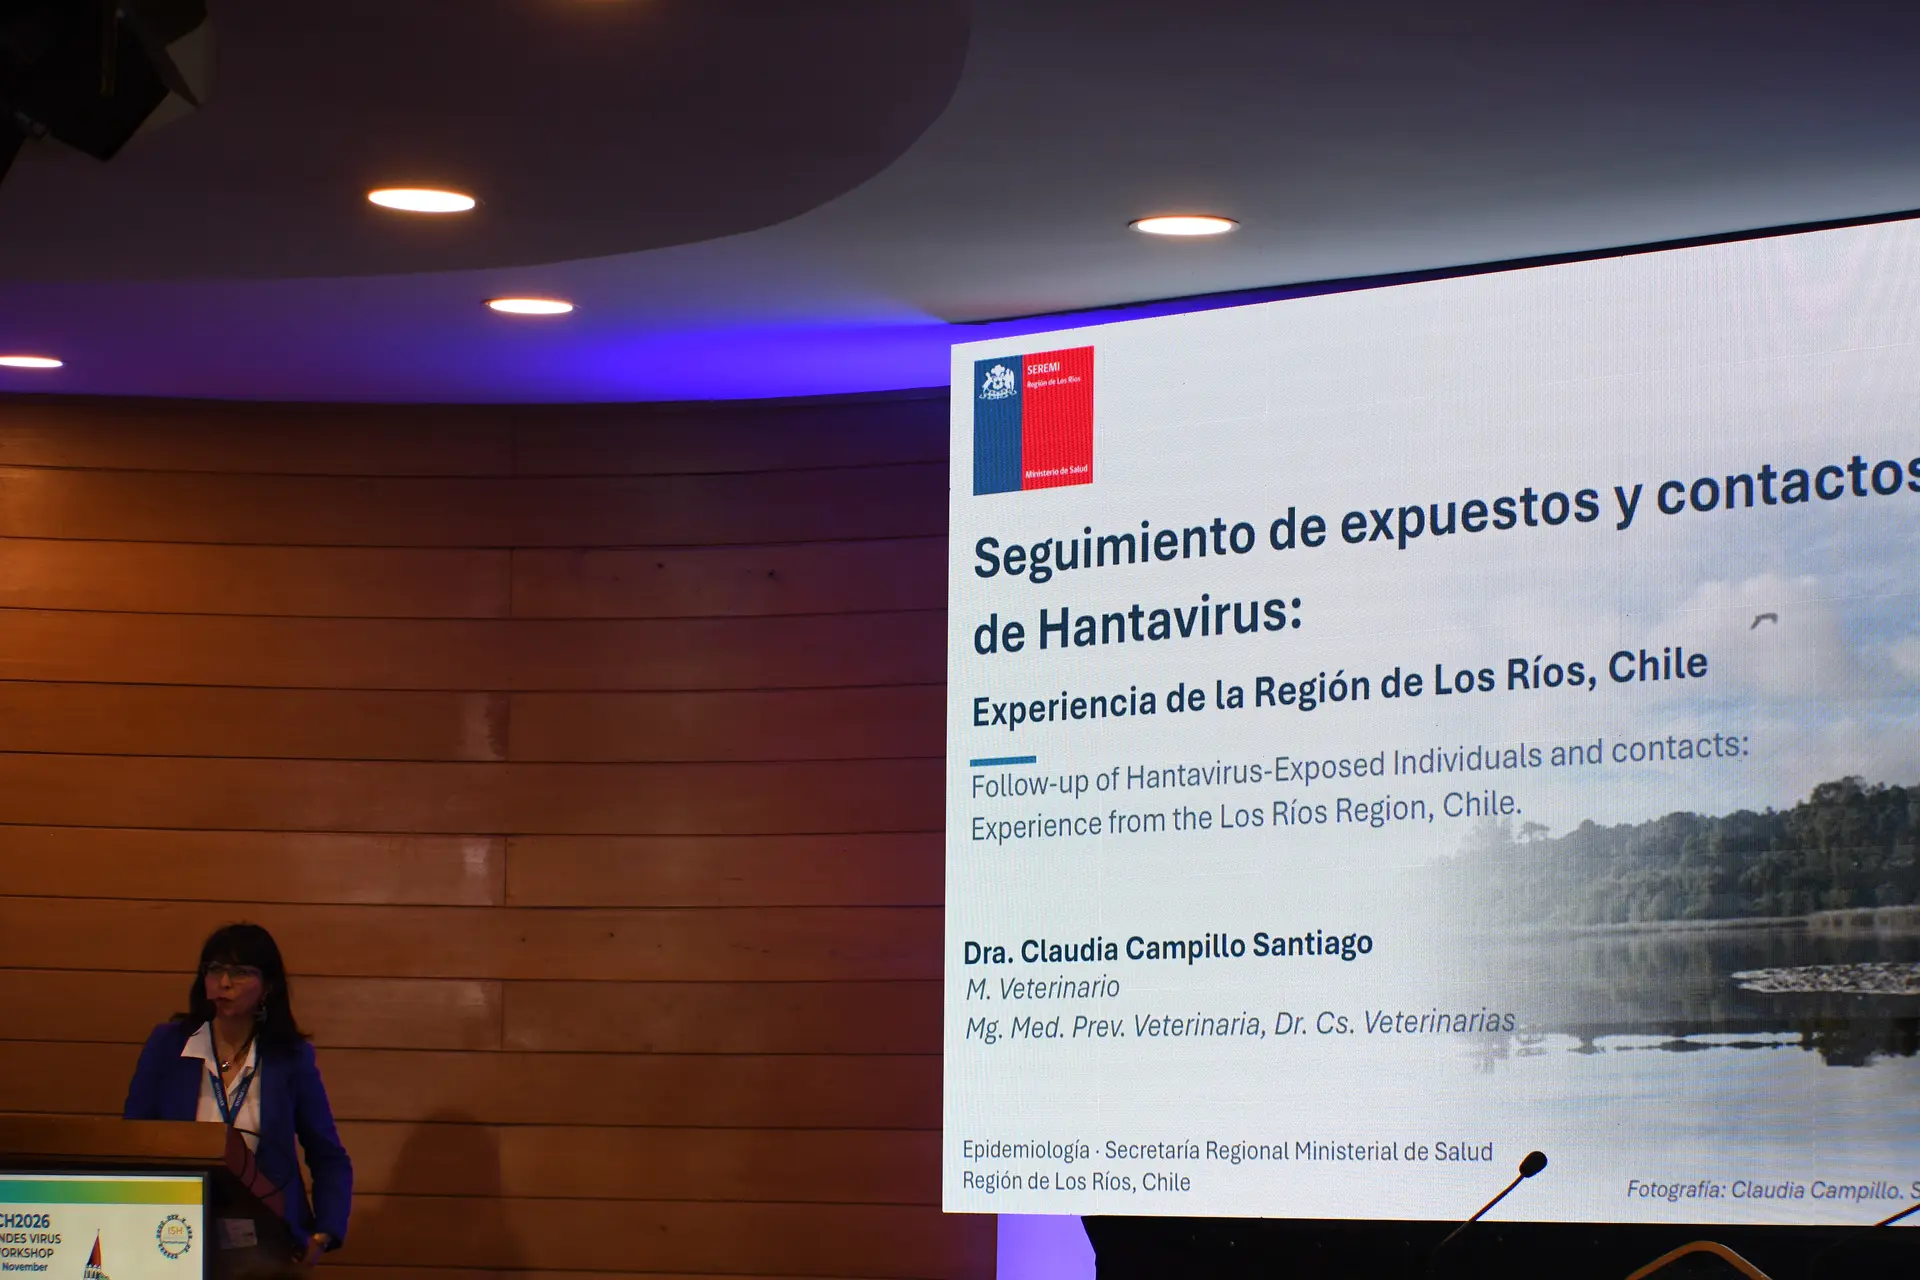 SEREMI
Región de Los Ríos
Ministerio de Salud
Seguimiento de expuestos y contactos
de Hantavirus:
Experiencia de la Región de Los Ríos, Chile
Follow-up of Hantavirus-Exposed Individuals and contacts:
Experience from the Los Ríos Region, Chile.
Dra. Claudia Campillo Santiago
M. Veterinario
Mg. Med. Prev. Veterinaria, Dr. Cs. Veterinarias
Epidemiología · Secretaría Regional Ministerial de Salud
Región de Los Ríos, Chile
Fotografía: Claudia Campillo. S
CH2026
NDES VIRUS
WORKSHOP
November
ISH